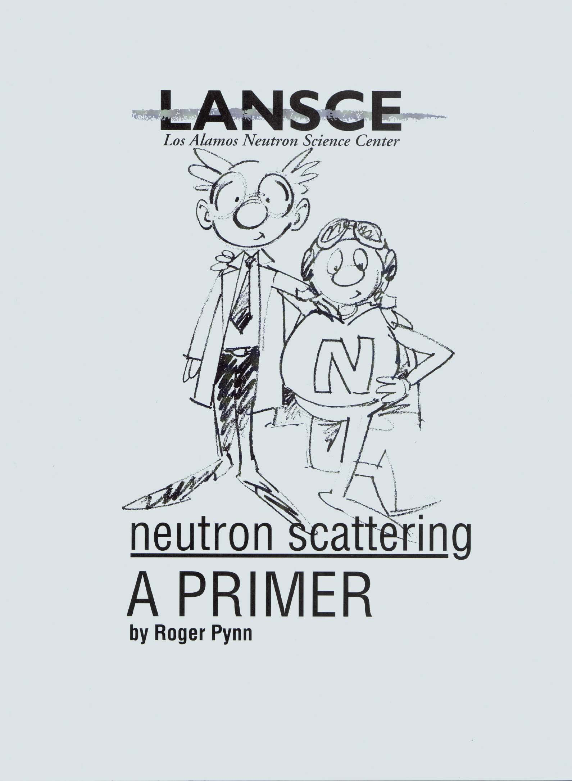 LANSCE
Los Alamos Neutron Science Center
N
neutron scattering
A PRIMER
by Roger Pynn